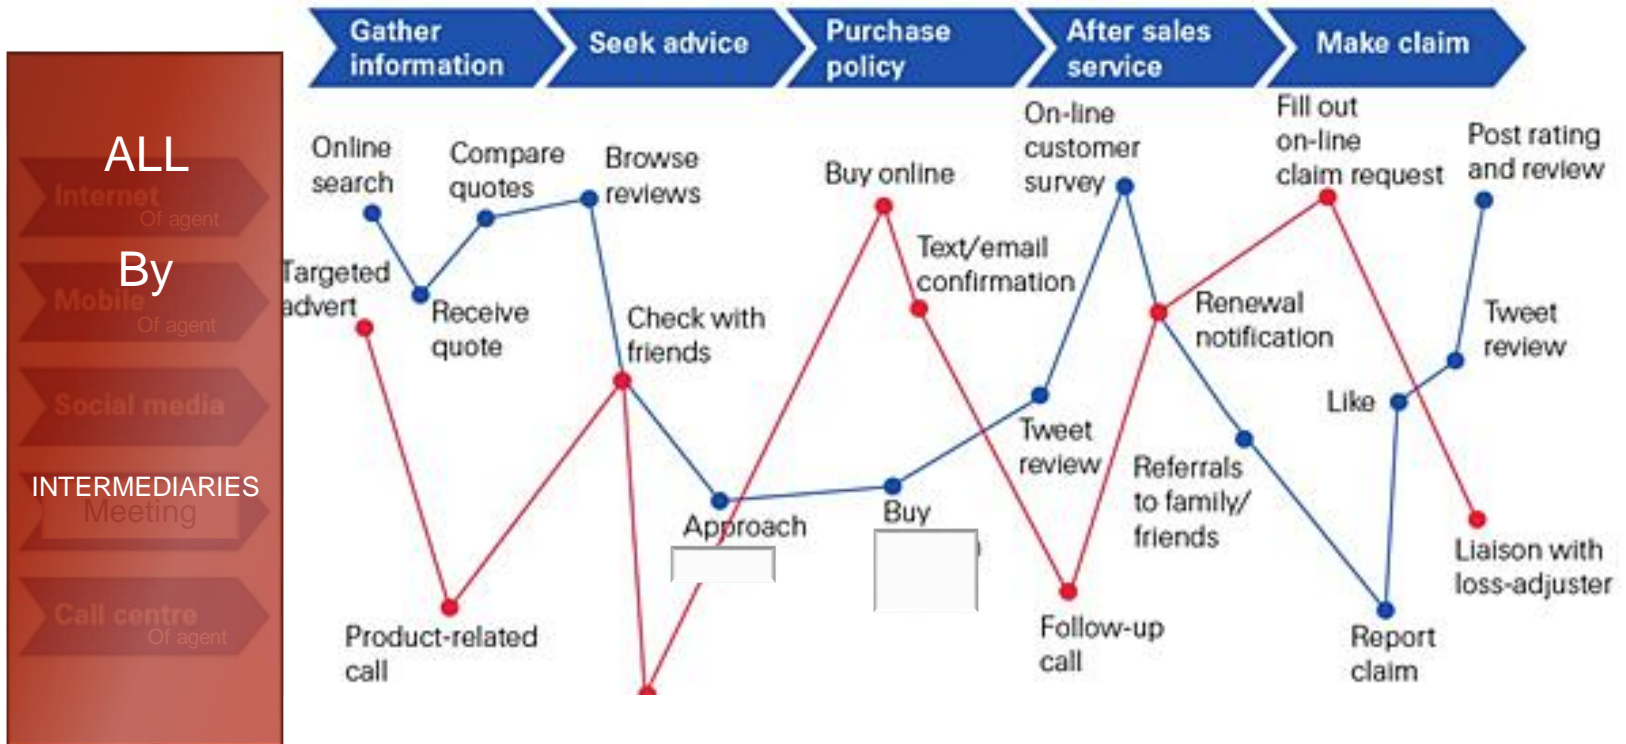 Gather
information
Seek advice
Purchase
policy
After sales
service
Make claim
ALL
Internet
Of agent
By
Mobile
Of agent
Social media
INTERMEDIARIES
Meeting
Call centre
Of agent
Online
search
Compare
quotes
Browse
reviews
Targeted
advert
Receive
quote
Check with
friends
Product-related
call
Approach
Buy online
Text/email
confirmation
Buy
On-line
customer
survey
Tweet
review
Follow-up
call
Renewal
notification
Referrals
to family/
friends
Fill out
on-line
claim request
Post rating
and review
Tweet
review
Like
Liaison with
loss-adjuster
Report
claim